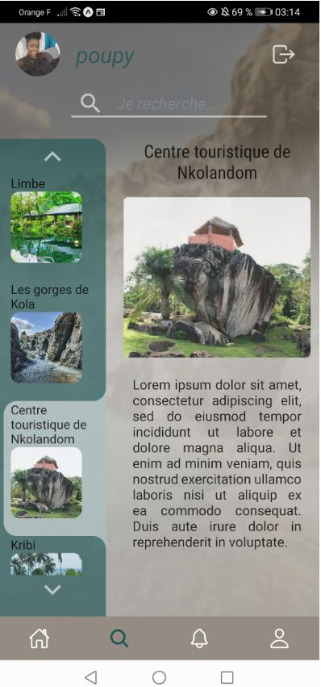 Orange F 69 % 03:14
poupy
Je recherche...
Limbe
Les gorges de
Kola
Centre
touristique de
Nkolandom
Kribi
Centre touristique de
Nkolandom
Lorem ipsum dolor sit amet,
consectetur adipiscing elit,
sed do eiusmod tempor
incididunt ut labore et
dolore magna aliqua. Ut
enim ad minim veniam, quis
nostrud exercitation ullamco
laboris nisi ut aliquip ex
ea commodo consequat.
Duis aute irure dolor in
reprehenderit in voluptate.